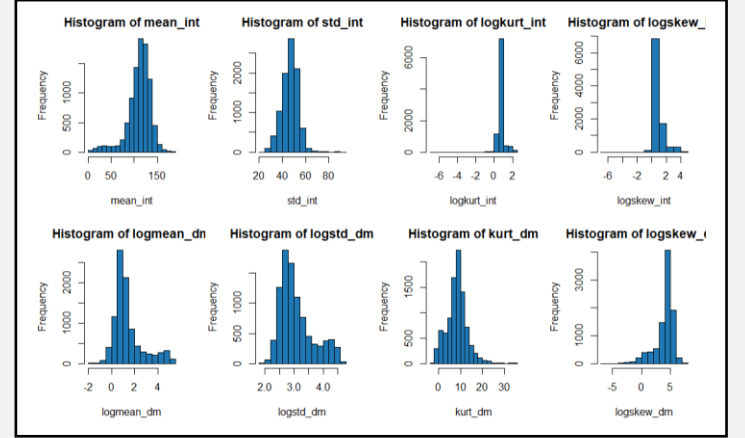 Histogram of mean_int
Frequency
0 500 1000
0 50 150
mean_int
Histogram of std_int
Frequency
0 1000 2000
20 40 60 80
std_int
Histogram of logkurt_int
Frequency
0 2000 6000
-6 -4 -2 0 2
logkurt_int
Histogram of logskew_
Frequency
0 2000 4000 6000
-6 -2 2 4
logskew_int
Histogram of logmean_dn
Frequency
0 1000 2000
-2 0 2 4
logmean_dm
Histogram of logstd_dm
Frequency
0 500 1000
2.0 3.0 4.0
logstd_dm
Histogram of kurt_dm
Frequency
0 500 1500
0 10 20 30
kurt_dm
Histogram of logskew_
Frequency
0 1000 3000
-5 0 5
logskew_dm